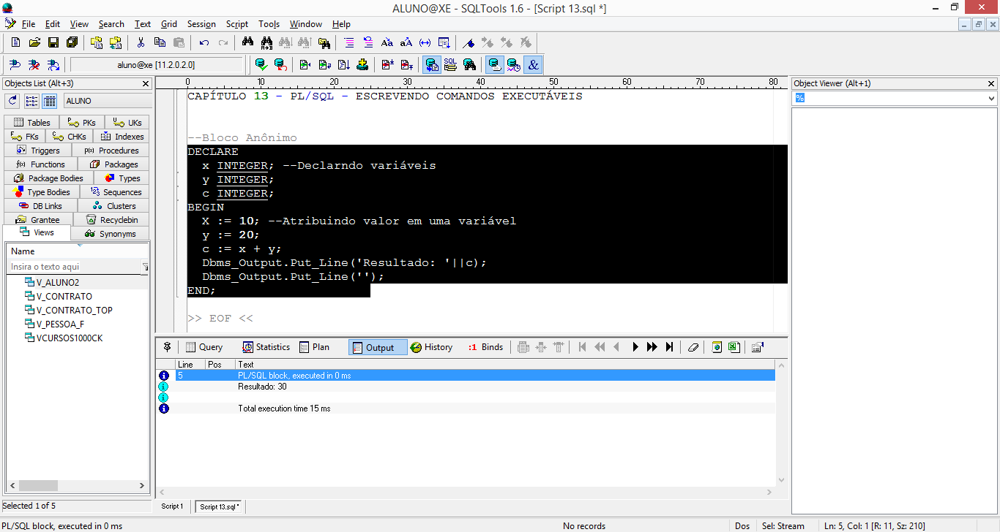 ALUNO@XE - SQLTools 1.6 - [Script 13.sql *]
File Edit View Search Text Grid Session Script Tools Window Help
aluno@xe [11.2.0.2.0]
SQL
&
Objects List (Alt+3)
ALUNO
Tables PKs UKs
FKs CHKs Indexes
Triggers Procedures
Functions Packages
Package Bodies Types
Type Bodies Sequences
DB Links Clusters
Grantee Recyclebin
Views Synonyms
Name
Insira o texto aqui
V_ALUNO2
V_CONTRATO
V_CONTRATO_TOP
V_PESSOA_F
VCURSOS1000CK
Selected 1 of 5
0 10 20 30 40 50 60 70 80
CAPÍTULO 13 - PL/SQL - ESCREVENDO COMANDOS EXECUTÁVEIS
--Bloco Anônimo
DECLARE
x INTEGER; --Declarndo variáveis
y INTEGER;
c INTEGER;
BEGIN
X := 10; --Atribuindo valor em uma variável
y := 20;
c := x + y;
Dbms_Output.Put_Line('Resultado: '||c);
Dbms_Output.Put_Line('');
END;
>> EOF <<
Query Statistics Plan Output History :1 Binds
Line Pos Text
5 PL/SQL block, executed in 0 ms
Resultado: 30
Total execution time 15 ms
Script 1 Script 13.sql *
Object Viewer (Alt+1)
%
PL/SQL block, executed in 0 ms No records Dos Sel: Stream Ln: 5, Col: 1 [R: 11, Sz: 210]